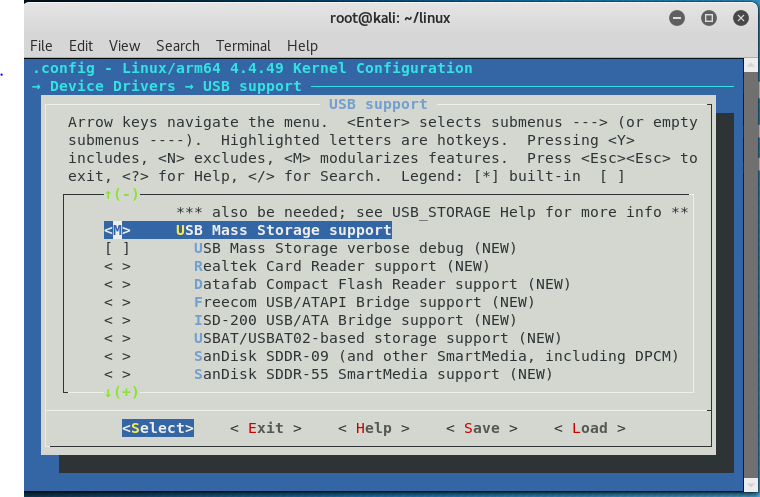 root@kali: ~/linux
File Edit View Search Terminal Help
.config - Linux/arm64 4.4.49 Kernel Configuration
→ Device Drivers → USB support
USB support
Arrow keys navigate the menu. <Enter> selects submenus ---> (or empty
submenus ----). Highlighted letters are hotkeys. Pressing <Y>
includes, <N> excludes, <M> modularizes features. Press <Esc><Esc> to
exit, <?> for Help, </> for Search. Legend: [*] built-in [ ]
↑(-)
*** also be needed; see USB_STORAGE Help for more info **
<M> USB Mass Storage support
[ ] USB Mass Storage verbose debug (NEW)
< > Realtek Card Reader support (NEW)
< > Datafab Compact Flash Reader support (NEW)
< > Freecom USB/ATAPI Bridge support (NEW)
< > ISD-200 USB/ATA Bridge support (NEW)
< > USBAT/USBAT02-based storage support (NEW)
< > SanDisk SDDR-09 (and other SmartMedia, including DPCM)
< > SanDisk SDDR-55 SmartMedia support (NEW)
↓(+)
<Select> < Exit > < Help > < Save > < Load >